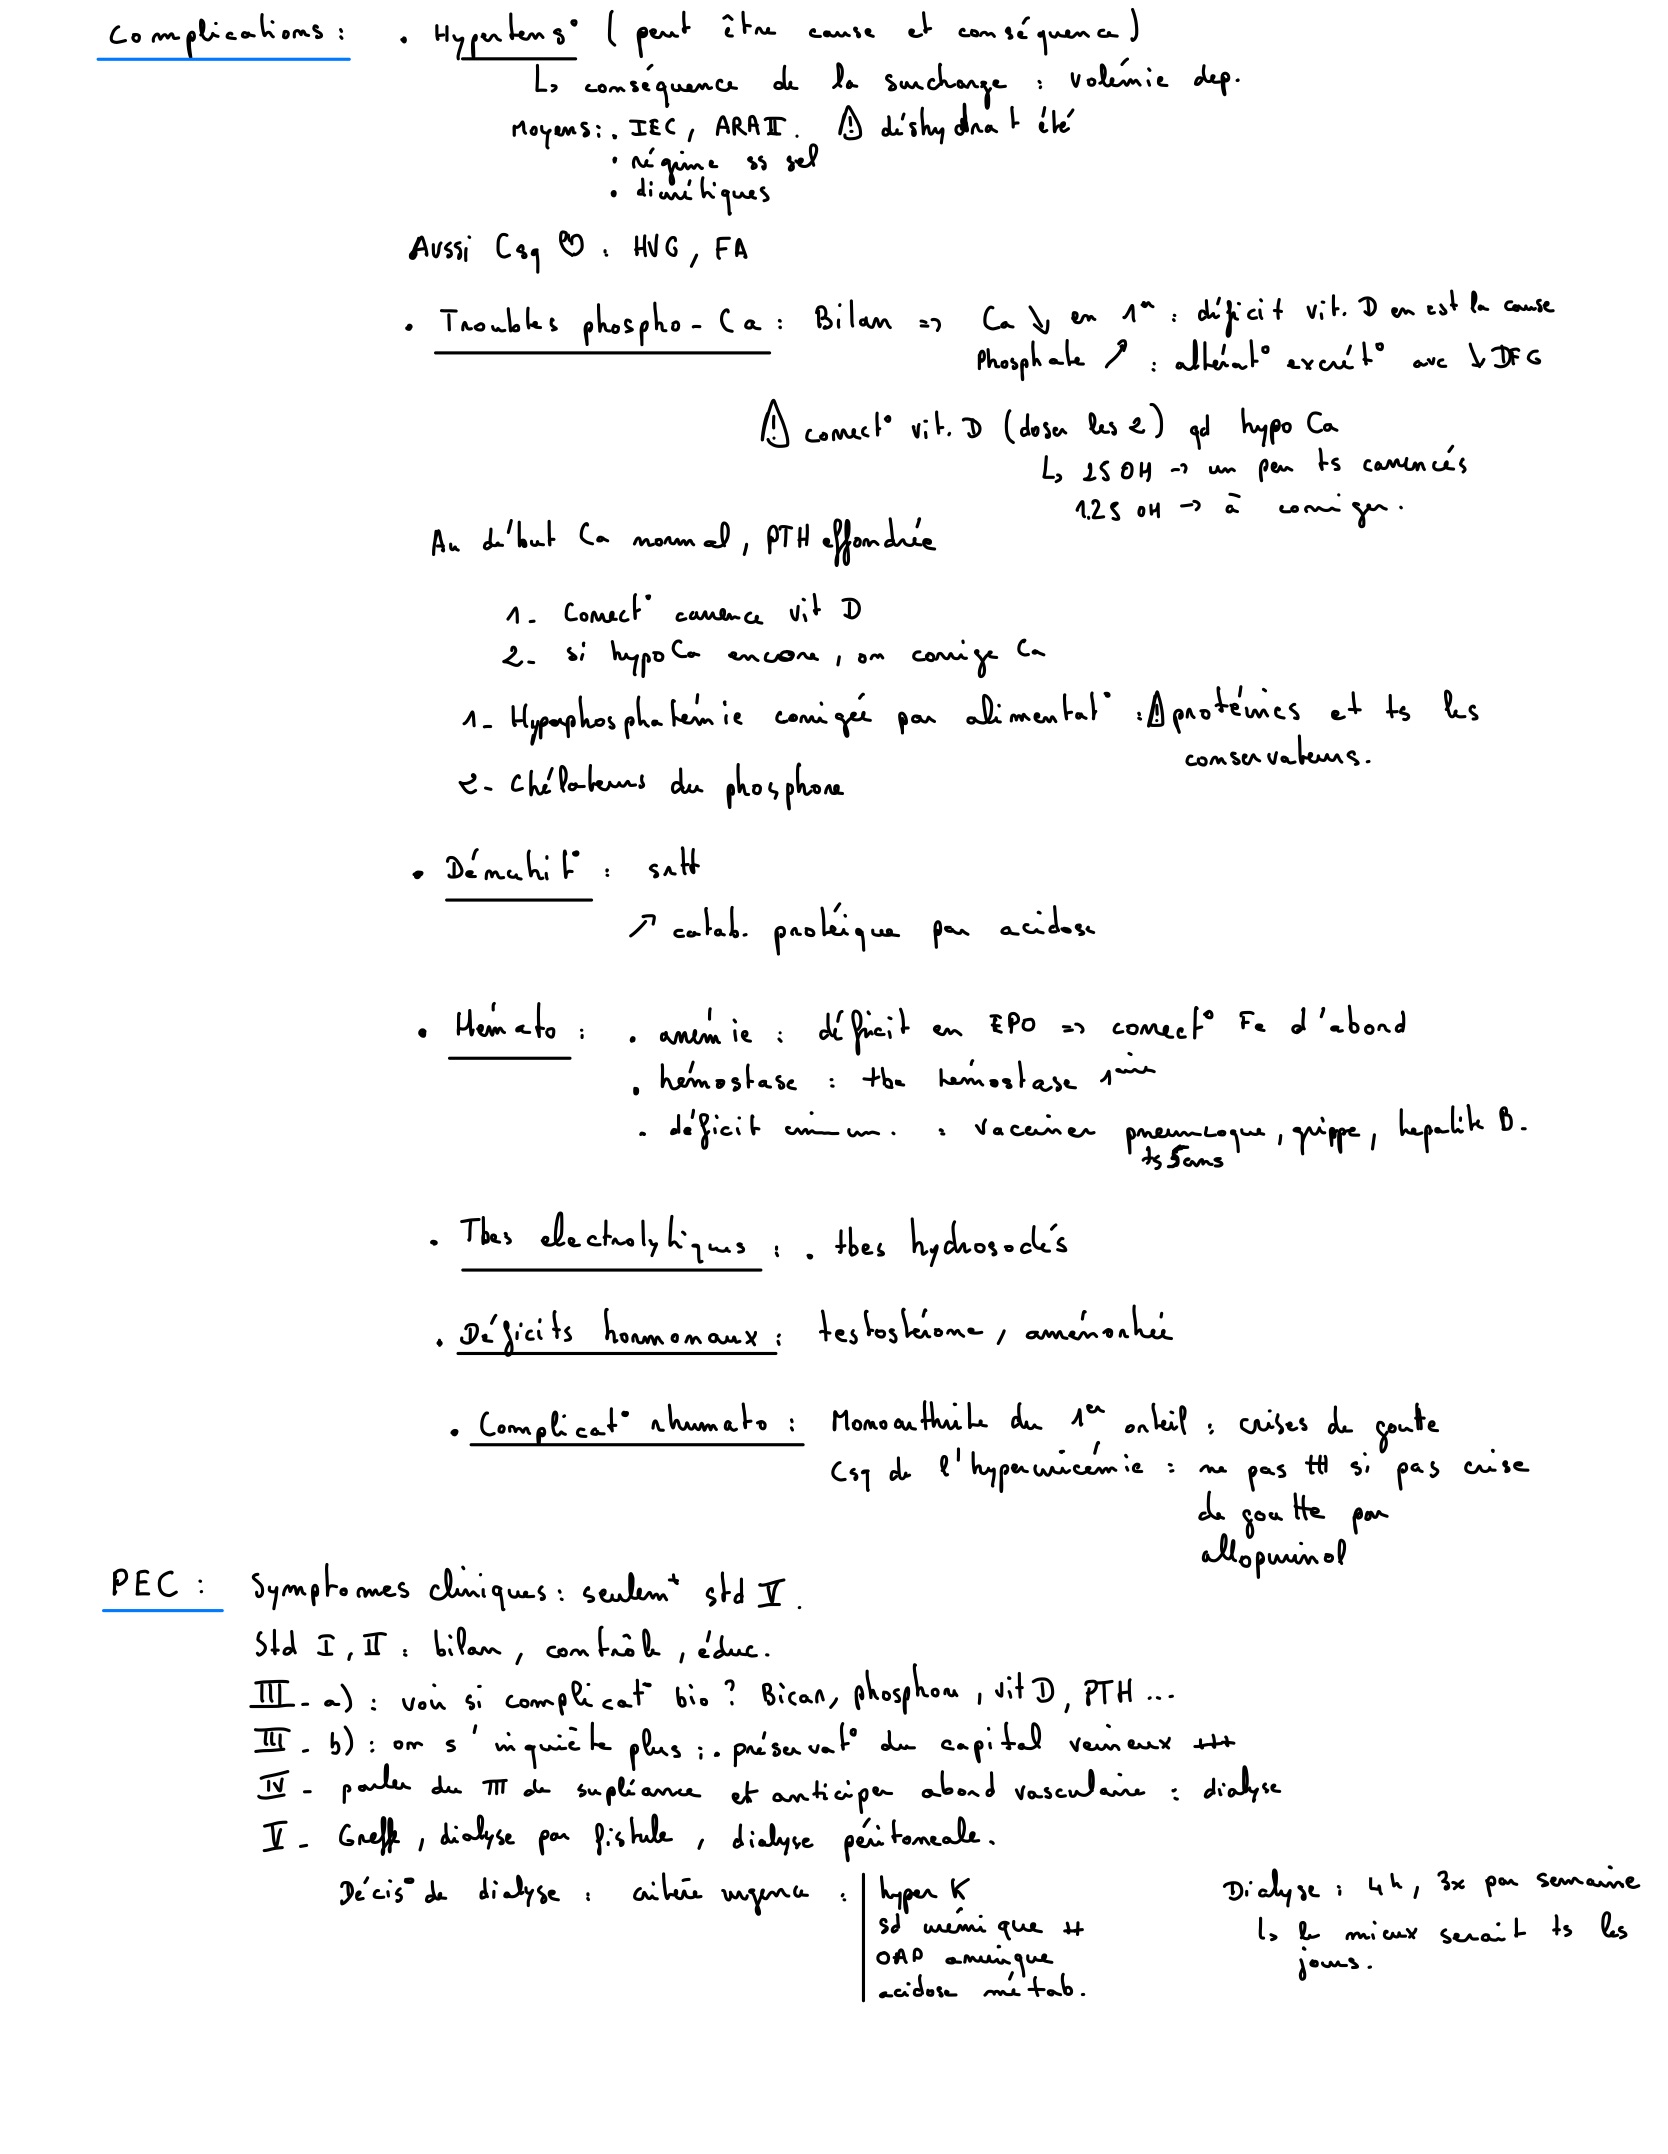 Complications : . Hypertens° (peut être cause et conséquence)
↳ conséquence de la surcharge : volémie dep.
Moyens : . IEC, ARA II. ⚠ déshydrat été
. régime ss sel
. diurétiques
Aussi Csq ♡ : HVG, FA
. Troubles phospho-Ca : Bilan => Ca ↘ en 1er : déficit vit. D en est la cause
Phosphate ↗ : altérat° excrét° avc ↓ DFG
⚠ correct° vit. D (doser les 2) qd hypo Ca
↳ 25 OH -> un peu ts carencés
1.25 OH -> à corriger.
Au début Ca normal, PTH effondrée
1- Correct° carence vit D
2- si hypoCa encore, on corrige Ca
1- Hyperphosphatémie corrigée par alimentat° : ⚠ protéines et ts les
conservateurs.
2- Chélateurs du phosphore
. Dénutrit° : srtt
↗ catab. protéique par acidose
. Hémato : . anémie : déficit en EPO => correct° Fe d'abord
. hémostase : tbe hémostase 1aire
. déficit immun. : vacciner pneumcoque, grippe, hepatite B.
ts 5ans
. Tbes electrolytiques : . tbes hydrosodés
. Déficits hormonaux : testostérone, aménorhée
. Complicat° rhumato : Monoarthrite du 1er orteil : crises de goutte
Csq de l'hyperuricémie : ne pas ttt si pas crise
de goutte par
allopurinol
PEC : Symptomes cliniques : seulemt std V.
Std I, II : bilan, contrôle, éduc.
III - a) : voir si complicat° bio ? Bicar, phosphore, vit D, PTH ...
III - b) : on s'inquiète plus : . préservat° du capital veineux +++
IV - parler du TTT de supléance et anticiper abord vasculaire : dialyse
V - Greffe, dialyse par fistule, dialyse péritoneale.
Décis° de dialyse : critère urgence : hyper K
sd urémique ++
OAP anurique
acidose métab.
Dialyse : 4h, 3x par semaine
↳ le mieux serait ts les
jours.